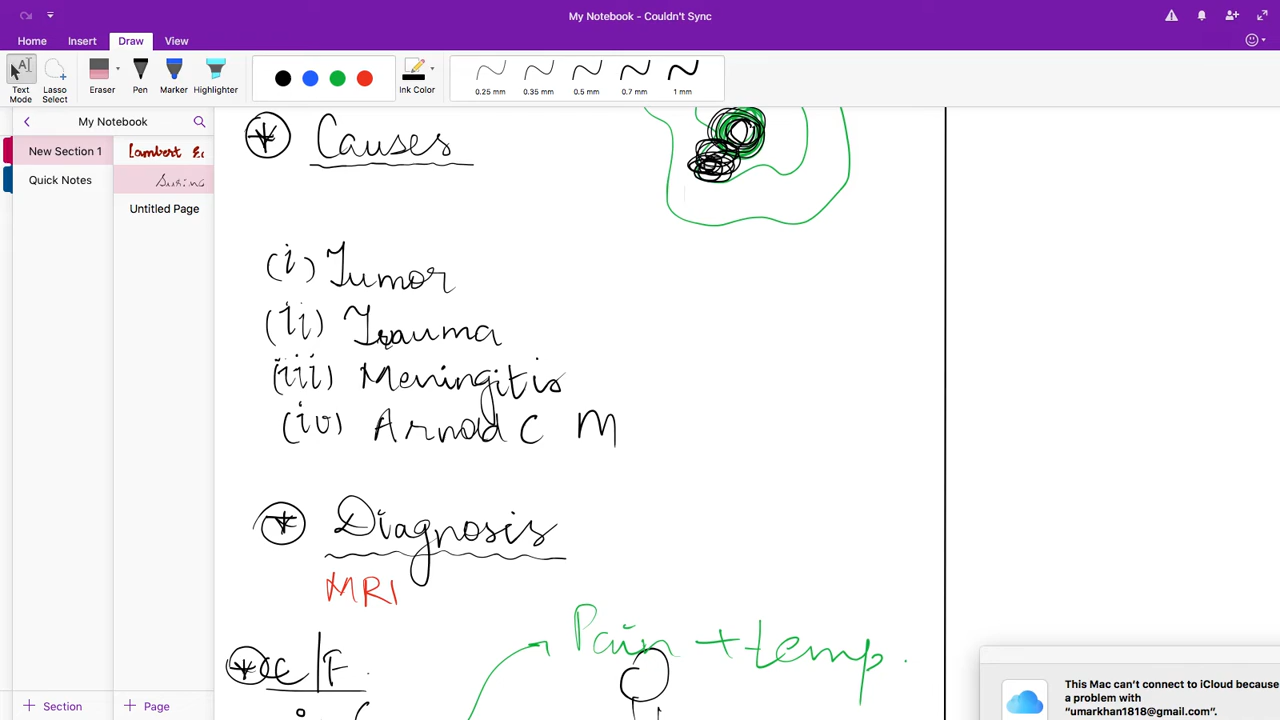 My Notebook - Couldn't Sync
Home Insert Draw View
Text Mode
Lasso Select
Eraser
Pen
Marker
Highlighter
Ink Color
0.25 mm 0.35 mm 0.5 mm 0.7 mm 1 mm
My Notebook
New Section 1
Quick Notes
Lambert
Untitled Page
Causes
(i) Tumor
(ii) Trauma
(iii) Meningitis
(iv) Arnold C M
Diagnosis
MRI
Pain + temp.
C/F
+ Section
+ Page
This Mac can't connect to iCloud because
a problem with
"umarkhan1818@gmail.com".